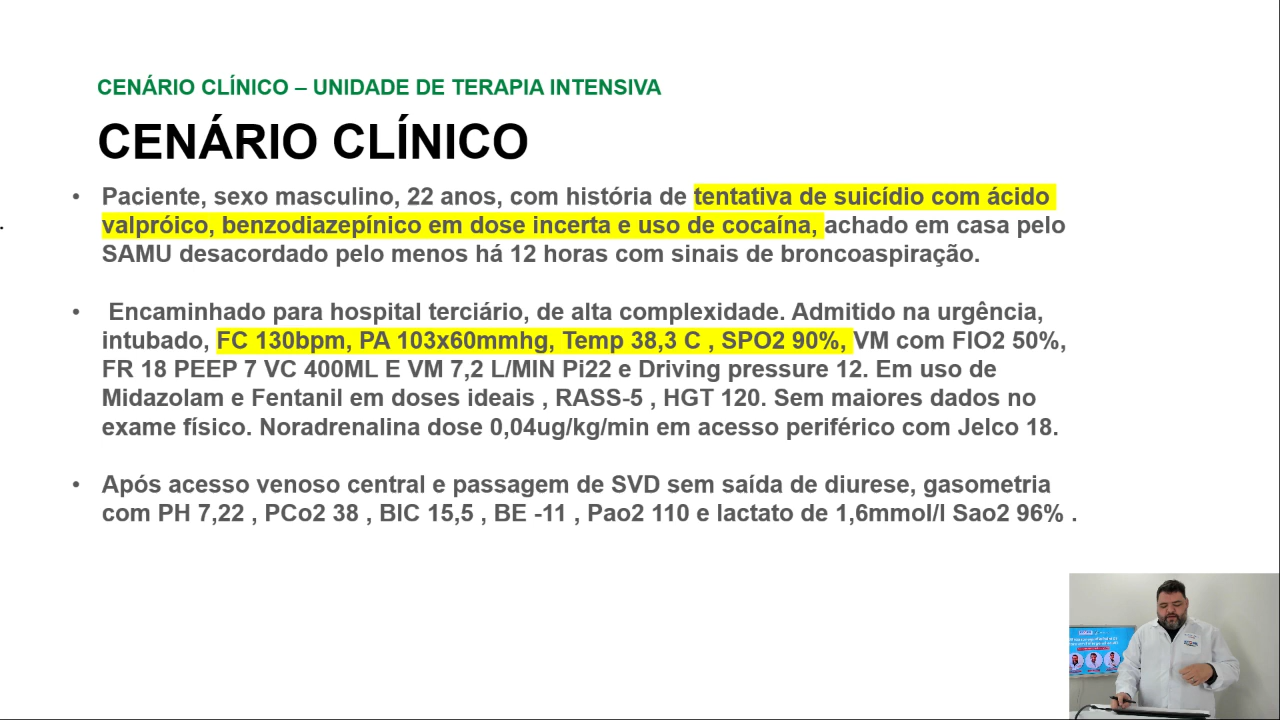 CENÁRIO CLÍNICO – UNIDADE DE TERAPIA INTENSIVA
CENÁRIO CLÍNICO
• Paciente, sexo masculino, 22 anos, com história de tentativa de suicídio com ácido
valpróico, benzodiazepínico em dose incerta e uso de cocaína, achado em casa pelo
SAMU desacordado pelo menos há 12 horas com sinais de broncoaspiração.
• Encaminhado para hospital terciário, de alta complexidade. Admitido na urgência,
intubado, FC 130bpm, PA 103x60mmhg, Temp 38,3 C , SPO2 90%, VM com FIO2 50%,
FR 18 PEEP 7 VC 400ML E VM 7,2 L/MIN Pi22 e Driving pressure 12. Em uso de
Midazolam e Fentanil em doses ideais , RASS-5 , HGT 120. Sem maiores dados no
exame físico. Noradrenalina dose 0,04ug/kg/min em acesso periférico com Jelco 18.
• Após acesso venoso central e passagem de SVD sem saída de diurese, gasometria
com PH 7,22 , PCo2 38 , BIC 15,5 , BE -11 , Pao2 110 e lactato de 1,6mmol/l Sao2 96% .